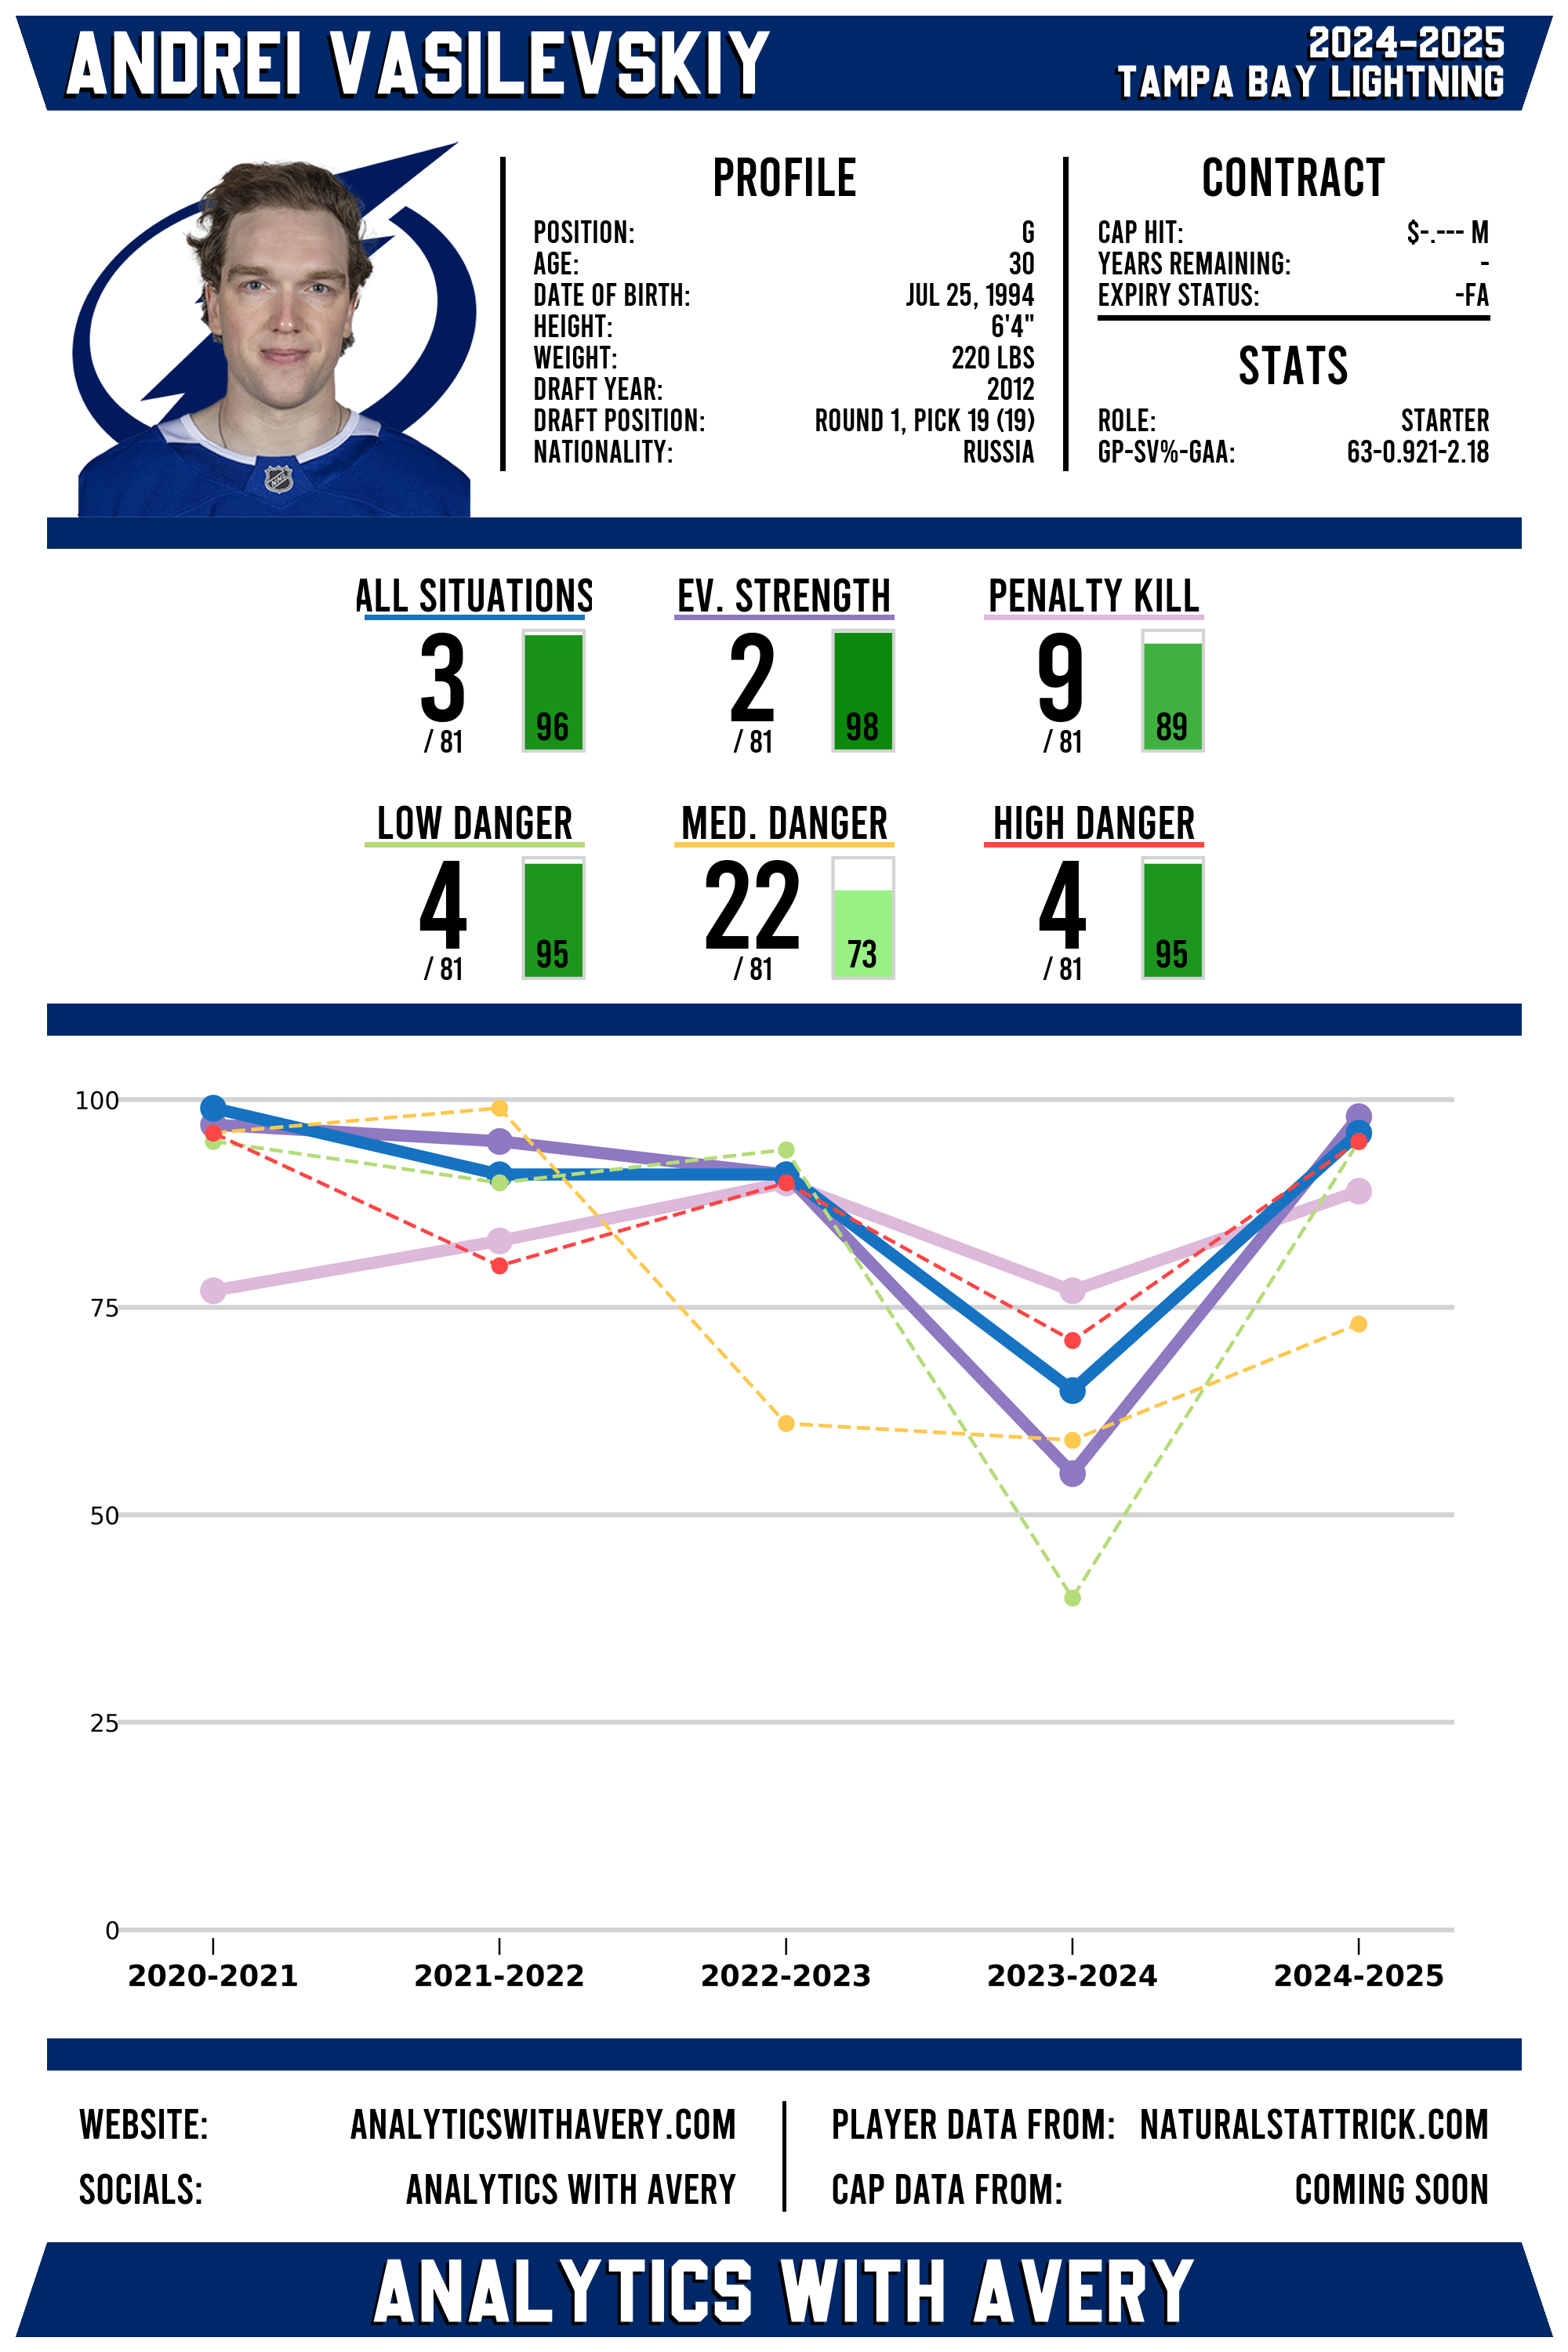 ANDREI VASILEVSKIY
2024-2025
TAMPA BAY LIGHTNING
PROFILE
POSITION: G
AGE: 30
DATE OF BIRTH: JUL 25, 1994
HEIGHT: 6'4"
WEIGHT: 220 LBS
DRAFT YEAR: 2012
DRAFT POSITION: ROUND 1, PICK 19 (19)
NATIONALITY: RUSSIA
CONTRACT
CAP HIT: $-.--- M
YEARS REMAINING: -
EXPIRY STATUS: -FA
STATS
ROLE: STARTER
GP-SV%-GAA: 63-0.921-2.18
NHL
ALL SITUATIONS
3
/ 81
96
EV. STRENGTH
2
/ 81
98
PENALTY KILL
9
/ 81
89
LOW DANGER
4
/ 81
95
MED. DANGER
22
/ 81
73
HIGH DANGER
4
/ 81
95
100
75
50
25
0
2020-2021 2021-2022 2022-2023 2023-2024 2024-2025
WEBSITE: ANALYTICSWITHAVERY.COM
SOCIALS: ANALYTICS WITH AVERY
PLAYER DATA FROM: NATURALSTATTRICK.COM
CAP DATA FROM: COMING SOON
ANALYTICS WITH AVERY